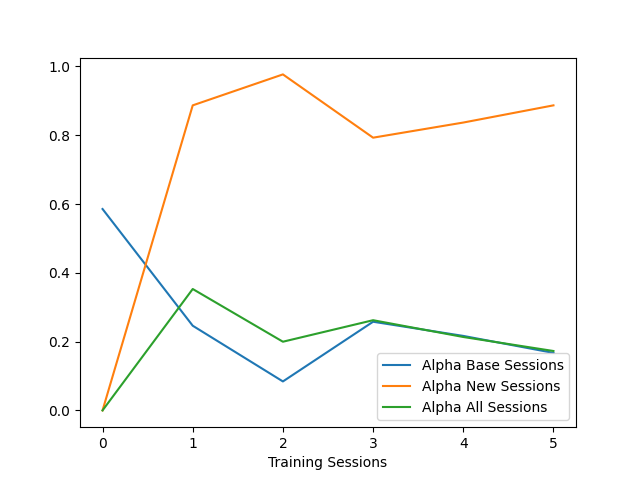 1.0
0.8
0.6
0.4
0.2
0.0
Alpha Base Sessions
Alpha New Sessions
Alpha All Sessions
0 1 2 3 4 5
Training Sessions